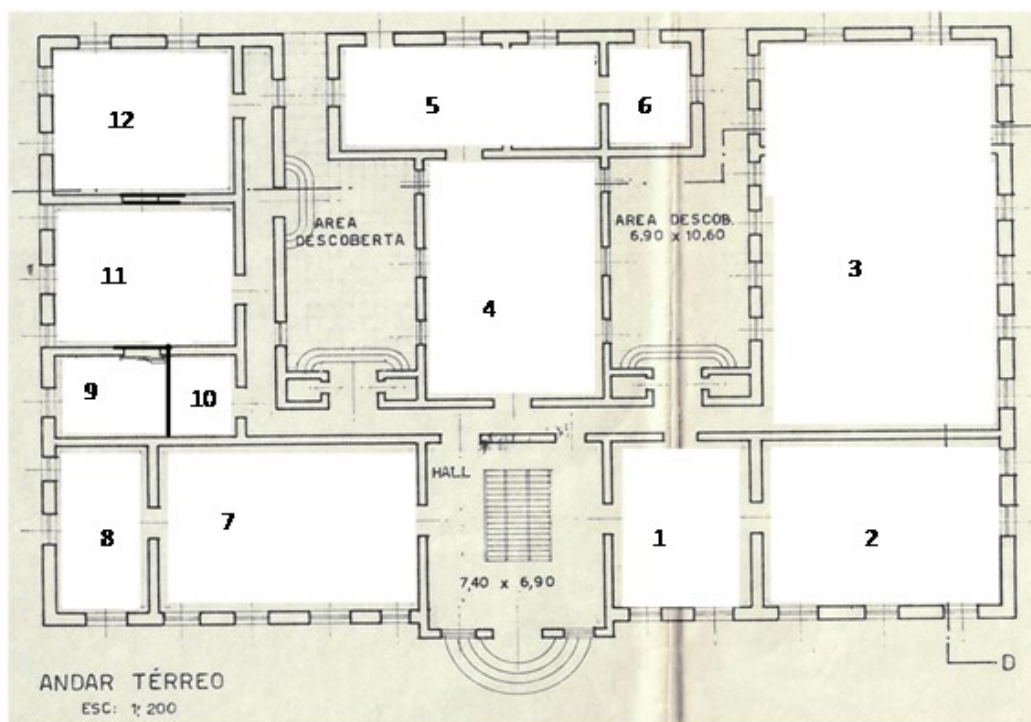 12
5
6
AREA
DESCOBERTA
AREA DESCOB.
6,90 x 10,60
3
11
4
9
10
HALL
8
7
1
2
7,40 x 6,90
D
ANDAR TÉRREO
ESC: 1:200